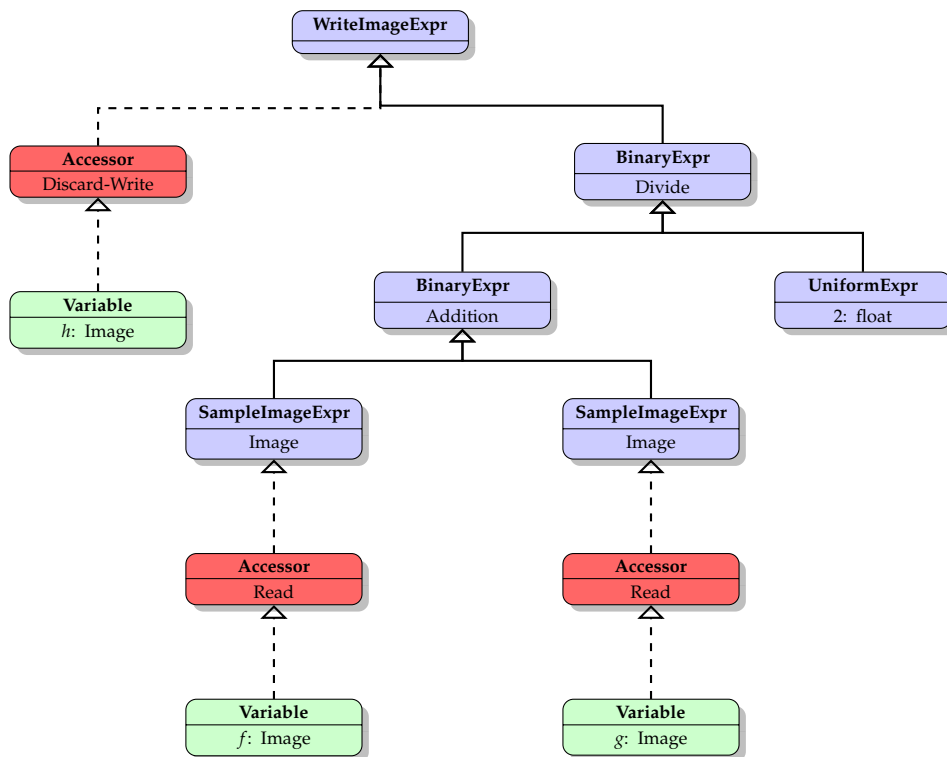 WriteImageExpr
Accessor
Discard-Write
BinaryExpr
Divide
Variable
h: Image
BinaryExpr
Addition
UniformExpr
2: float
SampleImageExpr
Image
SampleImageExpr
Image
Accessor
Read
Accessor
Read
Variable
f: Image
Variable
g: Image